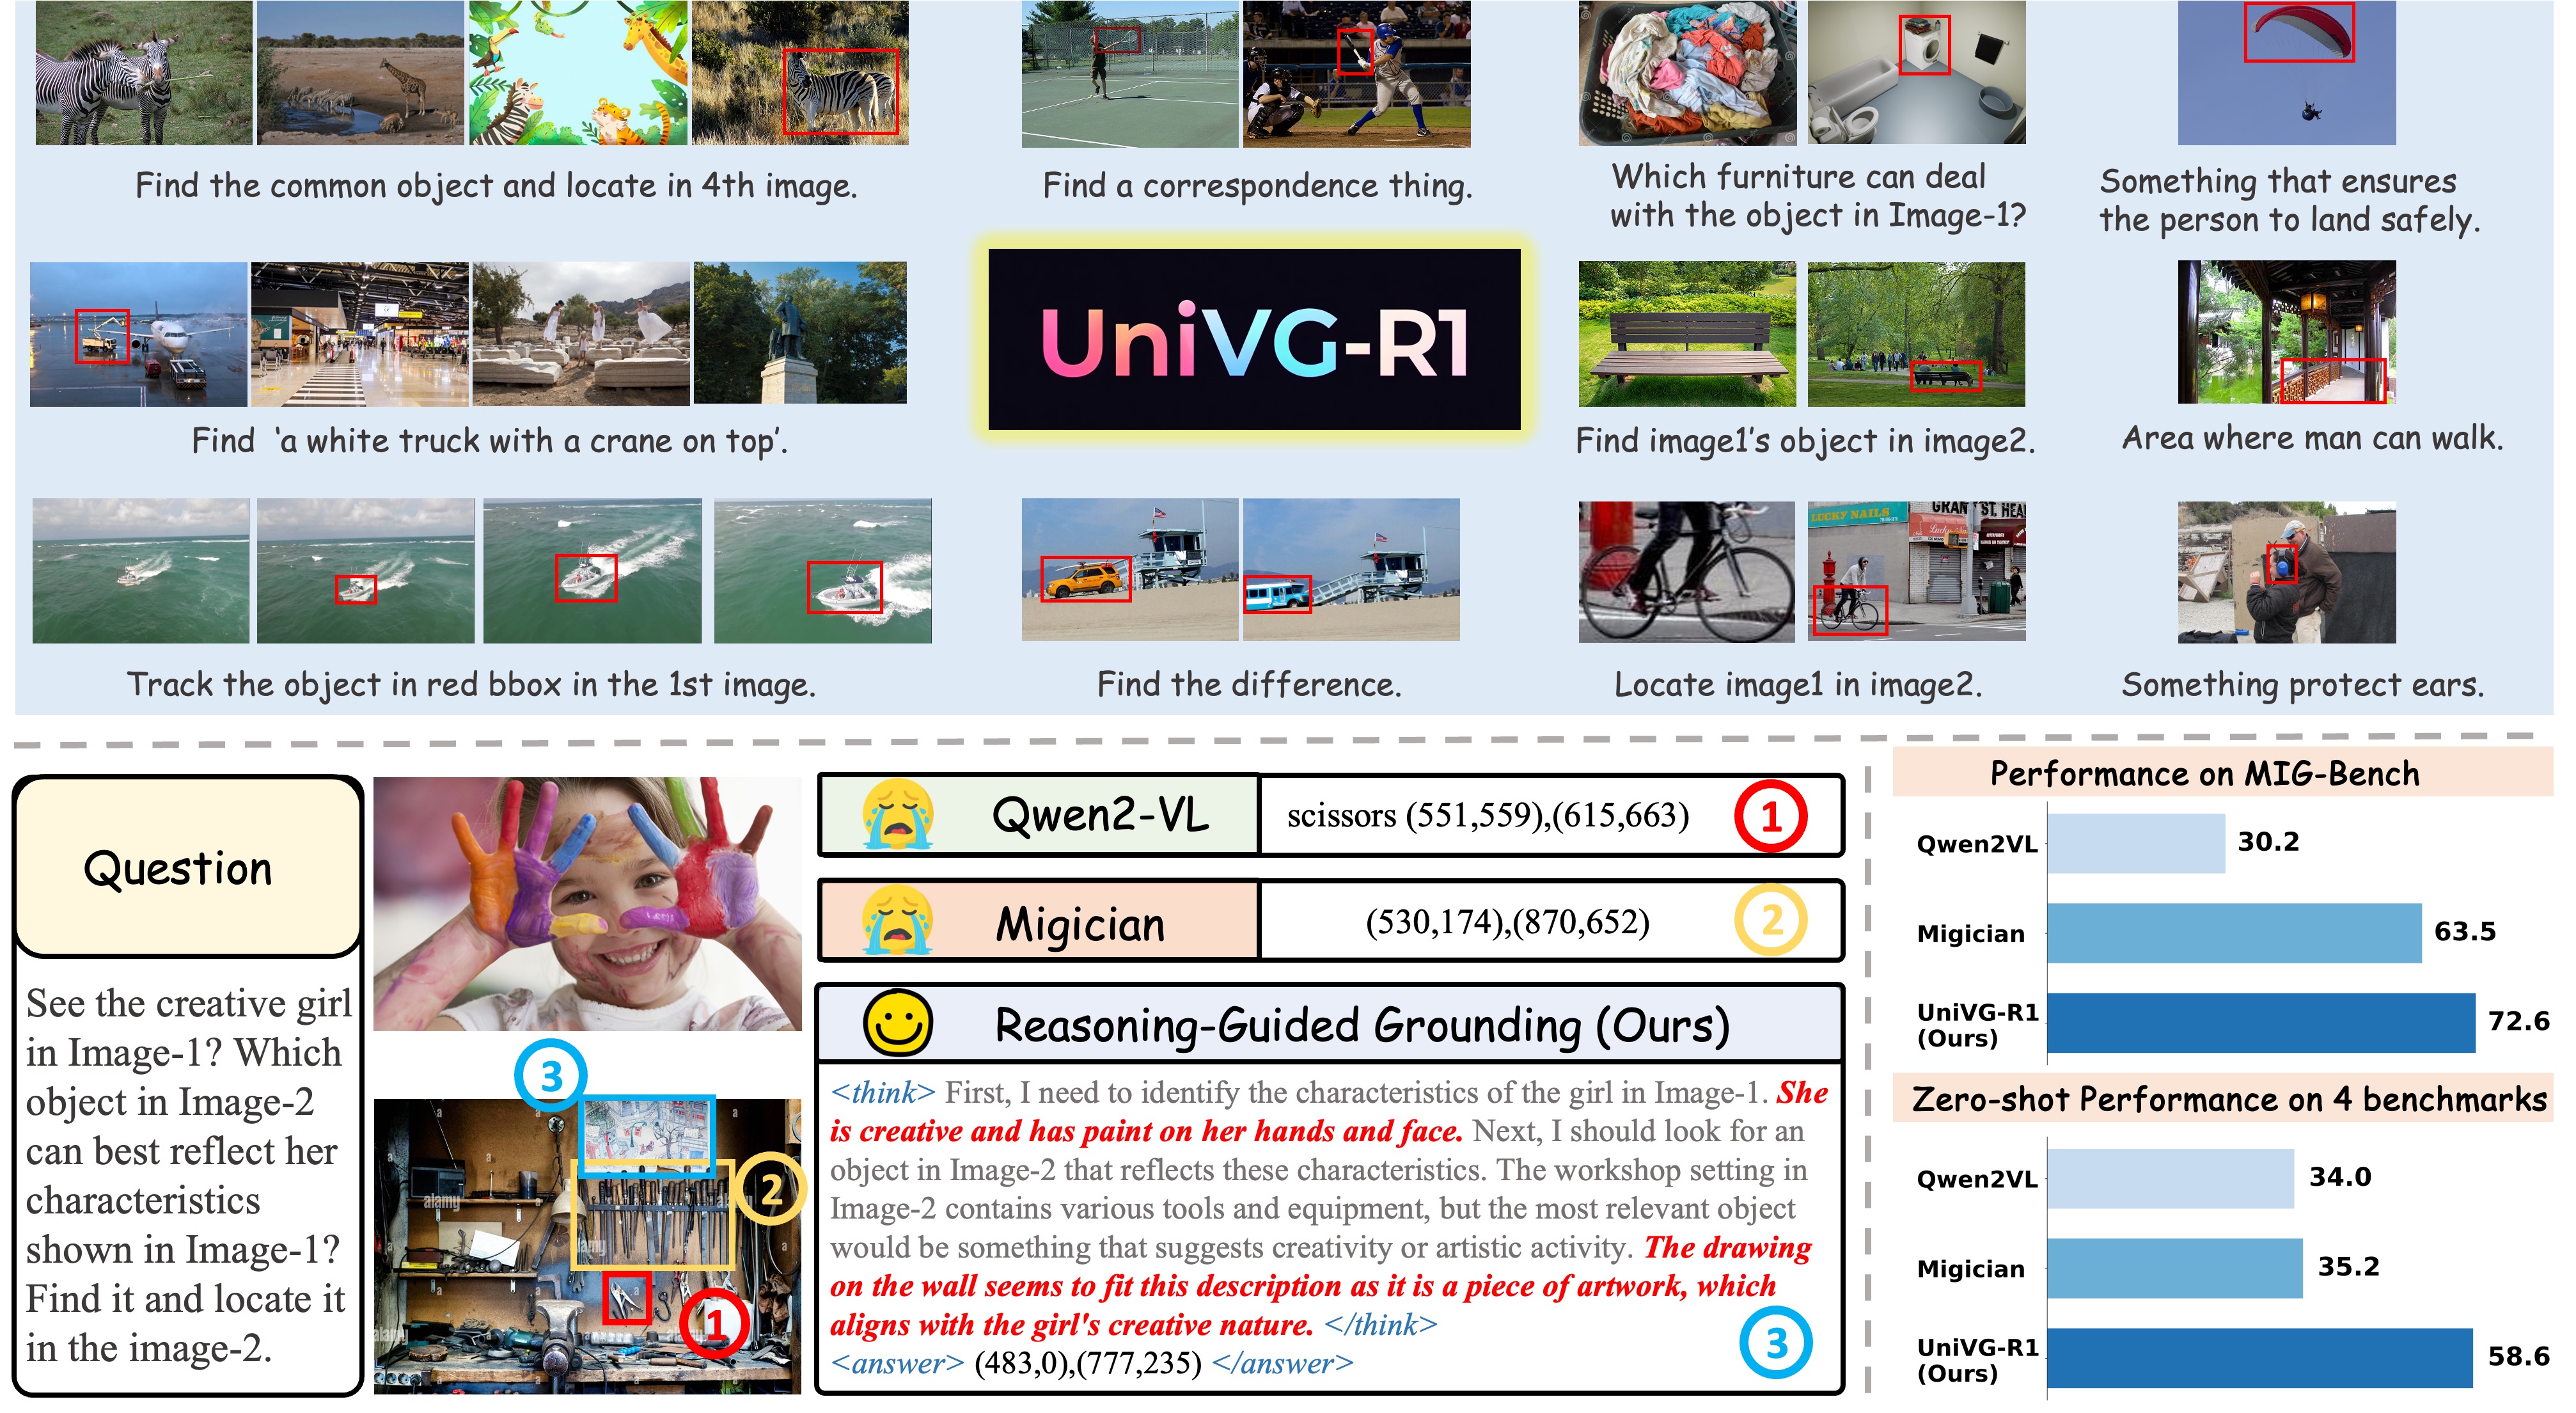 Find the common object and locate in 4th image.
Find a correspondence thing.
Which furniture can deal
with the object in Image-1?
Something that ensures
the person to land safely.
UniVG-R1
Find 'a white truck with a crane on top'.
Find image1's object in image2.
Area where man can walk.
LUCKY NAILS
GRAN ST. HEA
Lucky Na
Track the object in red bbox in the 1st image.
Find the difference.
Locate image1 in image2.
Something protect ears.
Question
See the creative girl
in Image-1? Which
object in Image-2
can best reflect her
characteristics
shown in Image-1?
Find it and locate it
in the image-2.
3
2
1
alamy
alamy
alamy
a
a
a
a
Qwen2-VL
scissors (551,559),(615,663)
1
Migician
(530,174),(870,652)
2
Reasoning-Guided Grounding (Ours)
<think> First, I need to identify the characteristics of the girl in Image-1. She
is creative and has paint on her hands and face. Next, I should look for an
object in Image-2 that reflects these characteristics. The workshop setting in
Image-2 contains various tools and equipment, but the most relevant object
would be something that suggests creativity or artistic activity. The drawing
on the wall seems to fit this description as it is a piece of artwork, which
aligns with the girl's creative nature. </think>
<answer> (483,0),(777,235) </answer>
3
Performance on MIG-Bench
Qwen2VL
30.2
Migician
63.5
UniVG-R1
(Ours)
72.6
Zero-shot Performance on 4 benchmarks
Qwen2VL
34.0
Migician
35.2
UniVG-R1
(Ours)
58.6